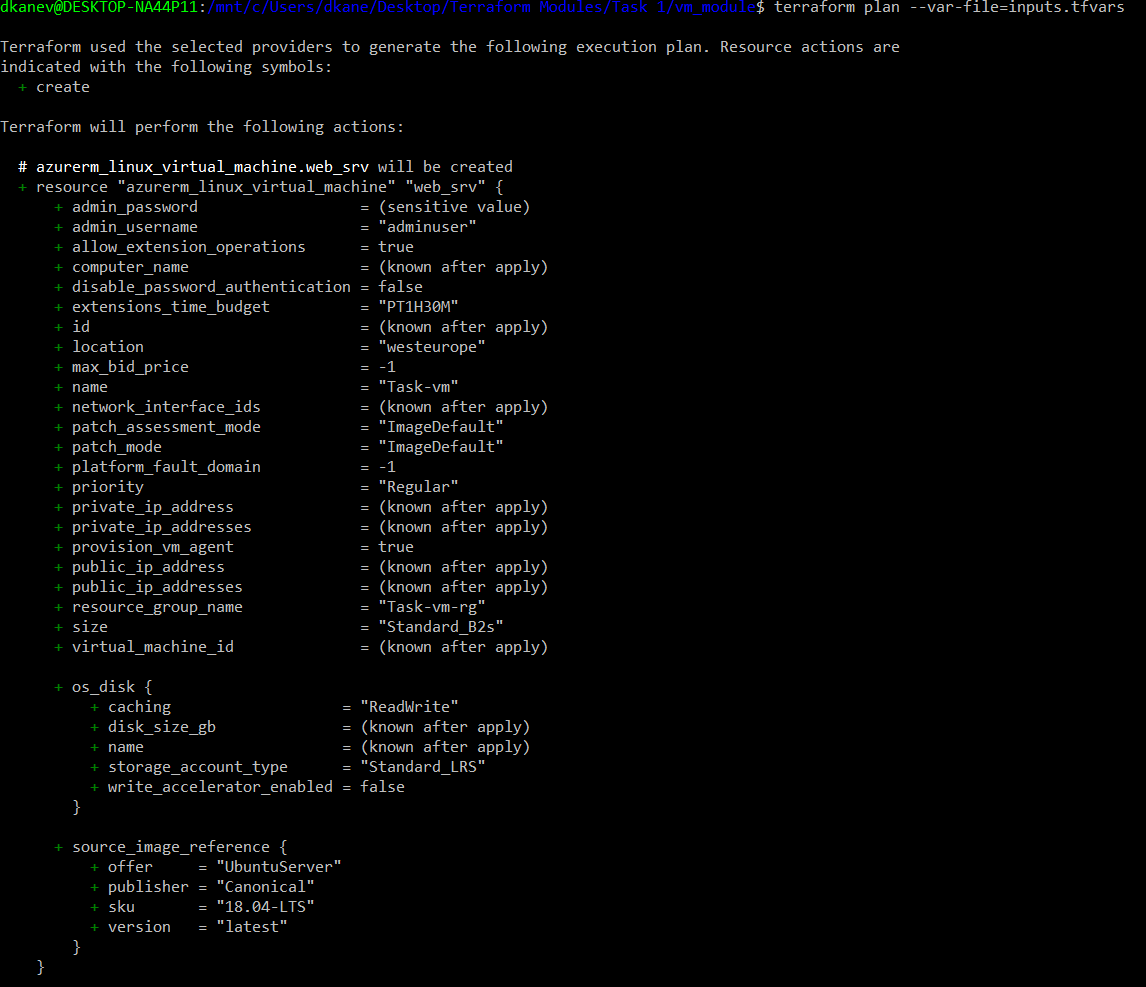 dkanev@DESKTOP-NA44P11:/mnt/c/Users/dkane/Desktop/Terraform Modules/Task 1/vm_module$ terraform plan --var-file=inputs.tfvars
Terraform used the selected providers to generate the following execution plan. Resource actions are
indicated with the following symbols:
+ create
Terraform will perform the following actions:
# azurerm_linux_virtual_machine.web_srv will be created
+ resource "azurerm_linux_virtual_machine" "web_srv" {
+ admin_password = (sensitive value)
+ admin_username = "adminuser"
+ allow_extension_operations = true
+ computer_name = (known after apply)
+ disable_password_authentication = false
+ extensions_time_budget = "PT1H30M"
+ id = (known after apply)
+ location = "westeurope"
+ max_bid_price = -1
+ name = "Task-vm"
+ network_interface_ids = (known after apply)
+ patch_assessment_mode = "ImageDefault"
+ patch_mode = "ImageDefault"
+ platform_fault_domain = -1
+ priority = "Regular"
+ private_ip_address = (known after apply)
+ private_ip_addresses = (known after apply)
+ provision_vm_agent = true
+ public_ip_address = (known after apply)
+ public_ip_addresses = (known after apply)
+ resource_group_name = "Task-vm-rg"
+ size = "Standard_B2s"
+ virtual_machine_id = (known after apply)
+ os_disk {
+ caching = "ReadWrite"
+ disk_size_gb = (known after apply)
+ name = (known after apply)
+ storage_account_type = "Standard_LRS"
+ write_accelerator_enabled = false
}
+ source_image_reference {
+ offer = "UbuntuServer"
+ publisher = "Canonical"
+ sku = "18.04-LTS"
+ version = "latest"
}
}